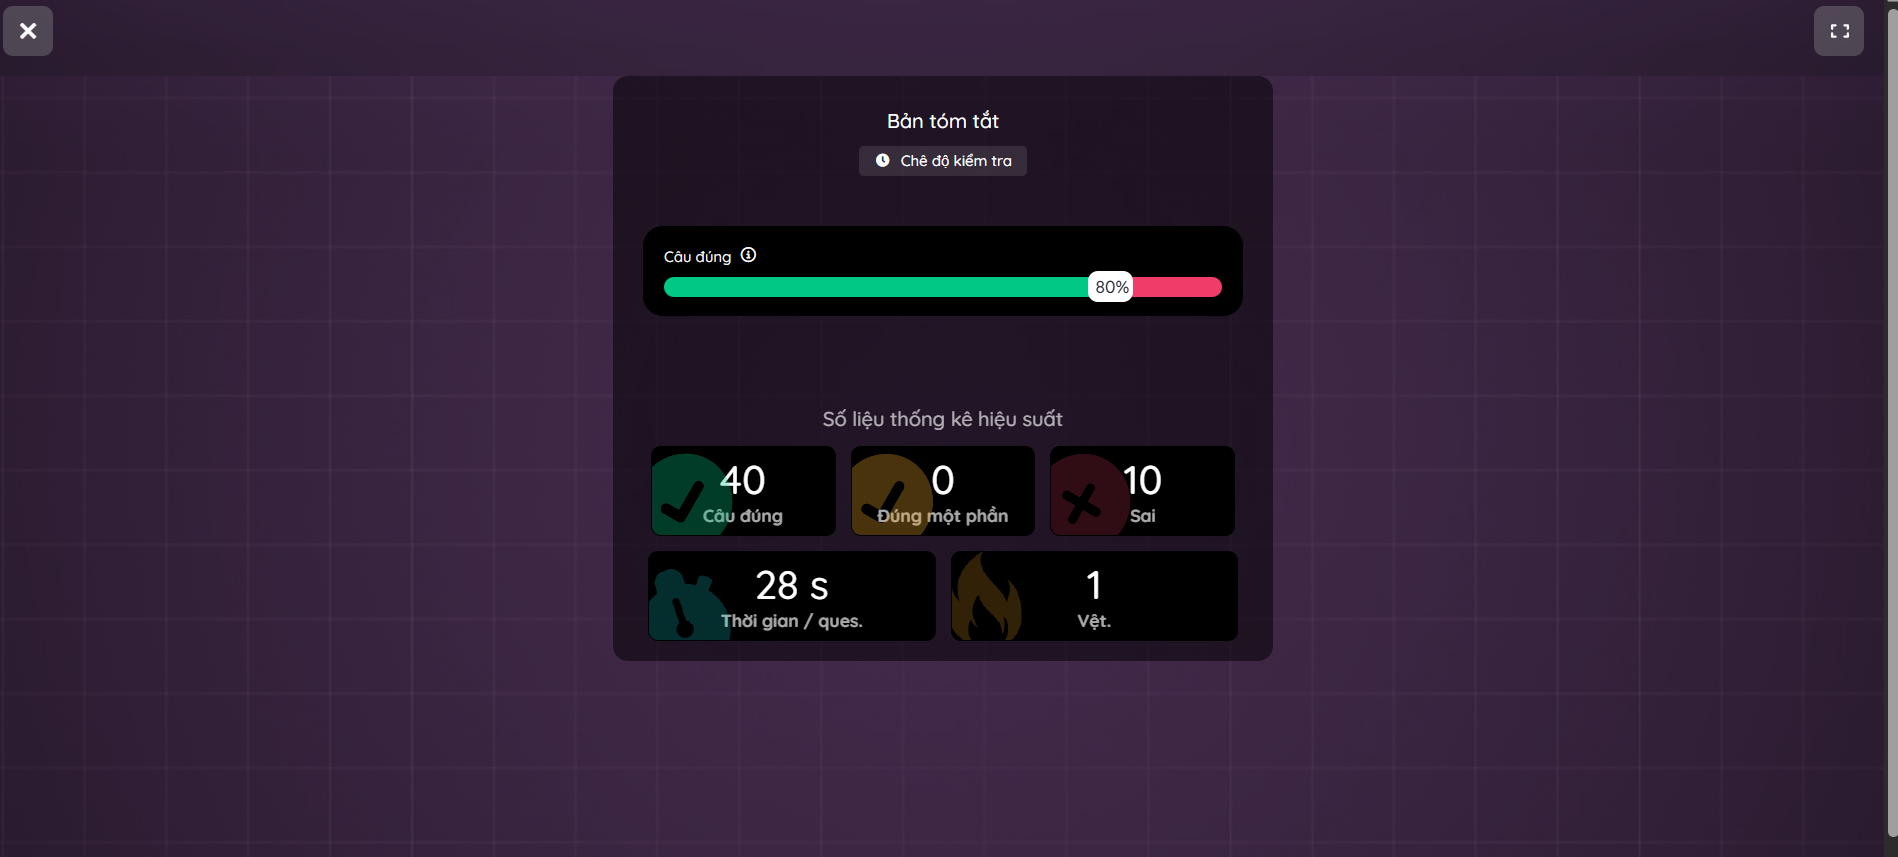 Bản tóm tắt
Chê độ kiểm tra
Câu đúng
80%
Số liệu thống kê hiệu suất
40
Câu đúng
0
Đúng một phần
10
Sai
28 s
Thời gian / ques.
1
Vệt.